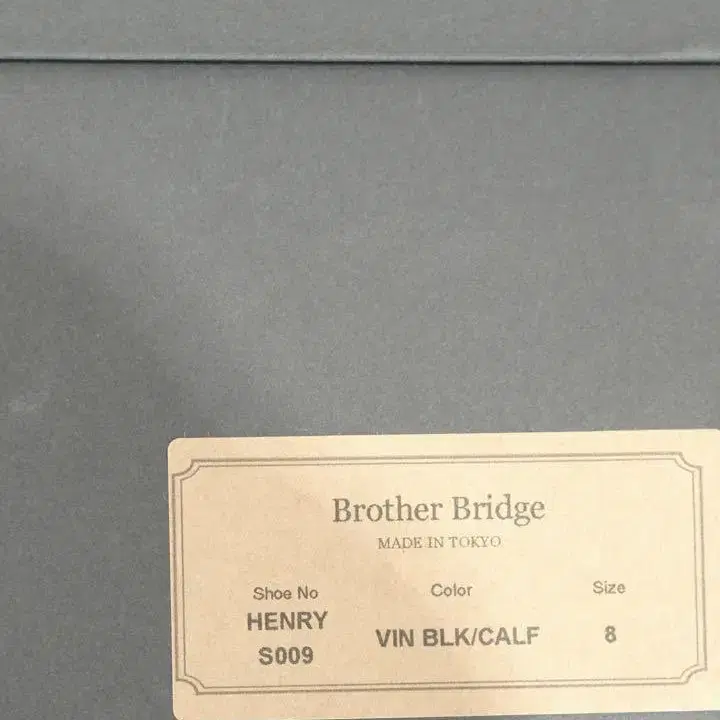 Brother Bridge
MADE IN TOKYO
Shoe No Color Size
HENRY
S009 VIN BLK/CALF 8